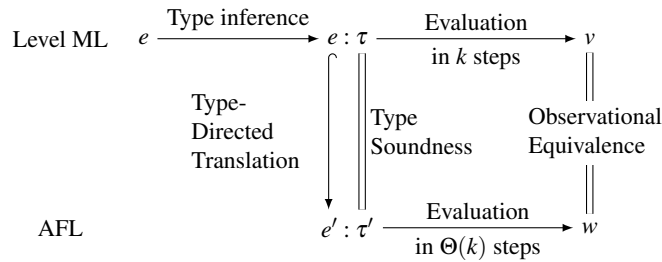 Level ML e Type inference e : τ Evaluation in k steps v
Type-
Directed
Translation
Type
Soundness
Observational
Equivalence
AFL e′ : τ′ Evaluation in Θ(k) steps w